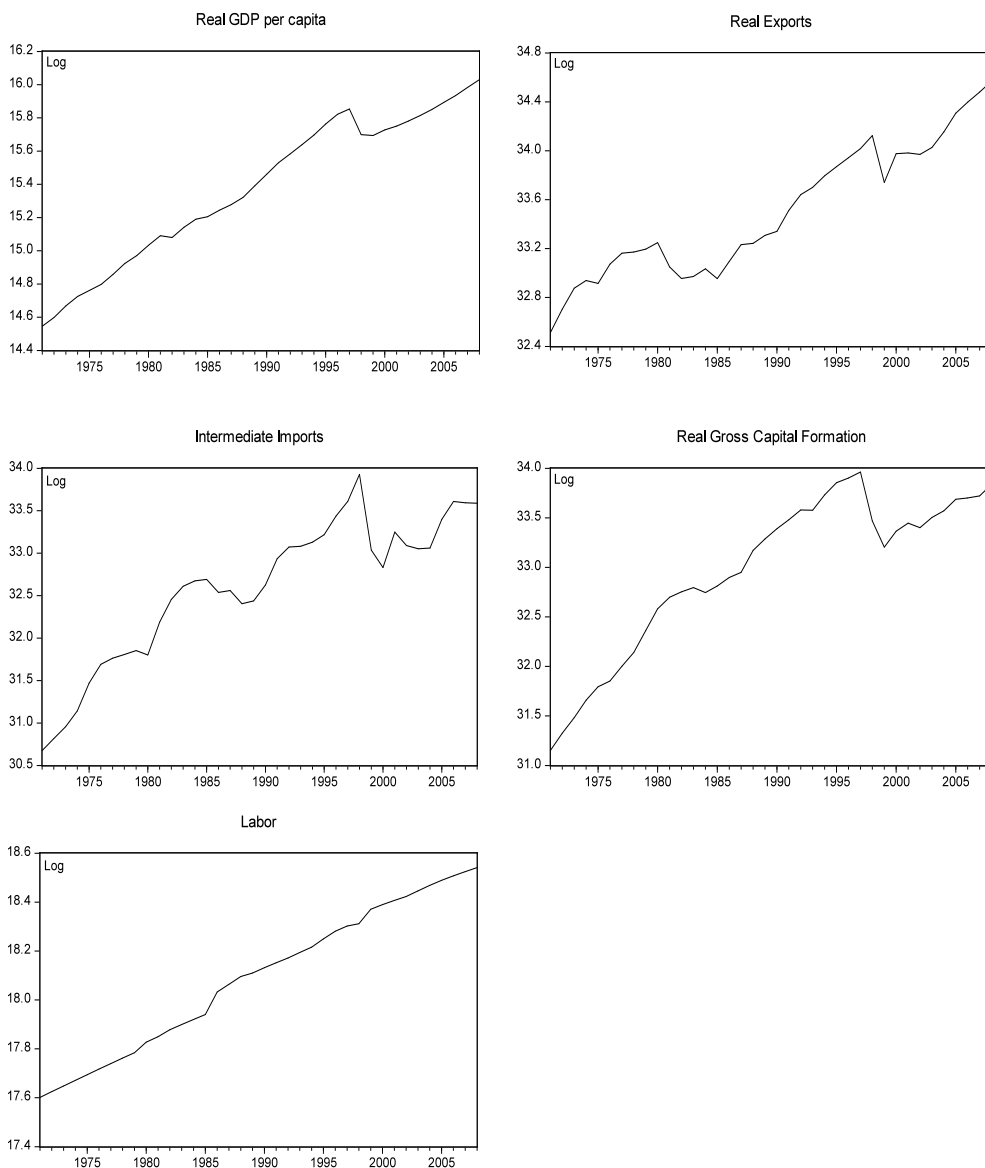 Real GDP per capita
Log
16.2
16.0
15.8
15.6
15.4
15.2
15.0
14.8
14.6
14.4
1975 1980 1985 1990 1995 2000 2005
Real Exports
Log
34.8
34.4
34.0
33.6
33.2
32.8
32.4
1975 1980 1985 1990 1995 2000 2005
Intermediate Imports
Log
34.0
33.5
33.0
32.5
32.0
31.5
31.0
30.5
1975 1980 1985 1990 1995 2000 2005
Real Gross Capital Formation
Log
34.0
33.5
33.0
32.5
32.0
31.5
31.0
1975 1980 1985 1990 1995 2000 2005
Labor
Log
18.6
18.4
18.2
18.0
17.8
17.6
17.4
1975 1980 1985 1990 1995 2000 2005